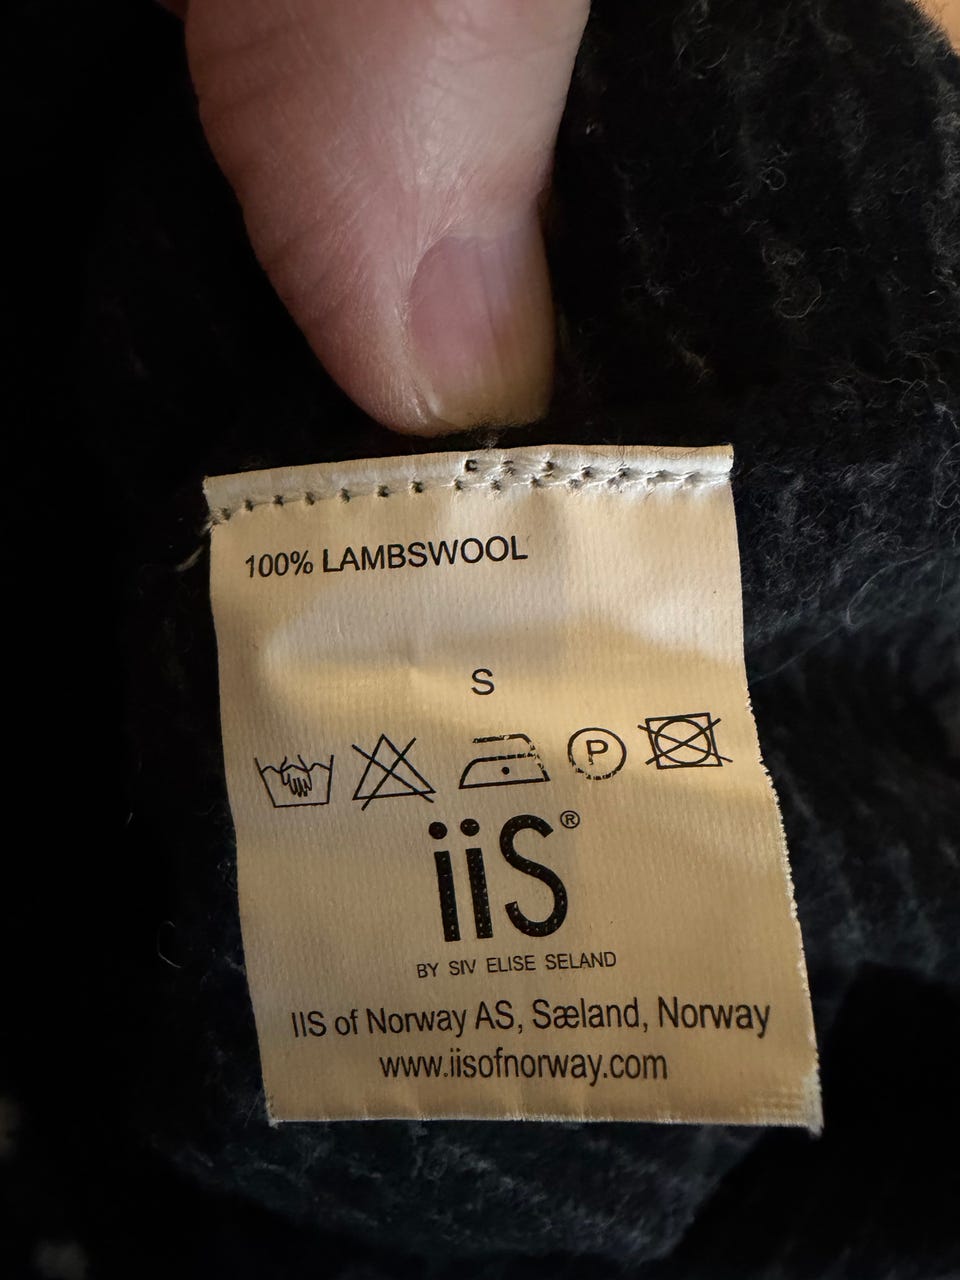 100% LAMBSWOOL
S
P
iiS®
BY SIV ELISE SELAND
IIS of Norway AS, Sæland, Norway
www.iisofnorway.com